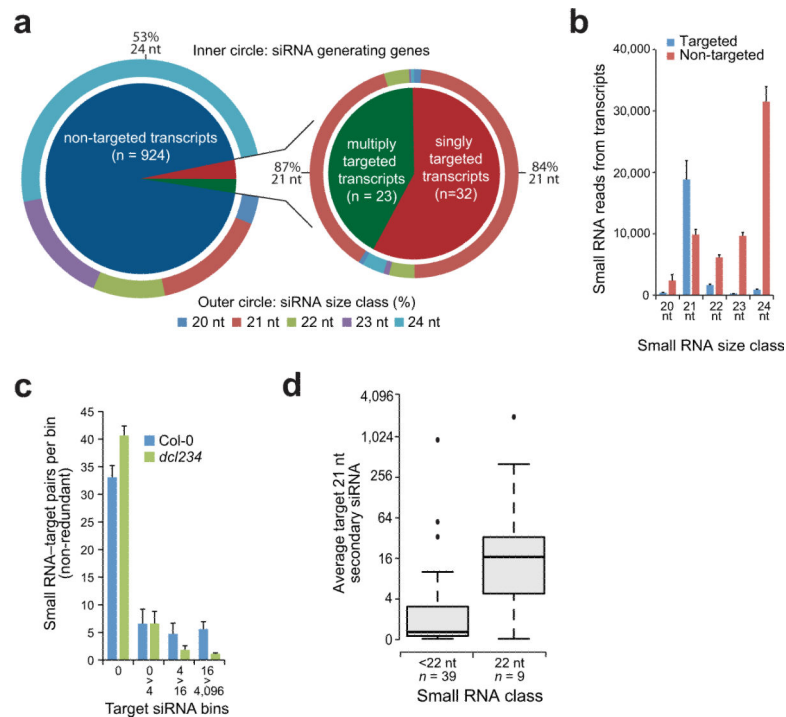 a
53%
24 nt
Inner circle: siRNA generating genes
non-targeted transcripts
(n = 924)
87%
21 nt
multiply
targeted
transcripts
(n = 23)
singly
targeted
transcripts
(n=32)
84%
21 nt
Outer circle: siRNA size class (%)
20 nt 21 nt 22 nt 23 nt 24 nt
b
Targeted
Non-targeted
Small RNA reads from transcripts
40,000
30,000
20,000
10,000
0
20 21 22 23 24
nt nt nt nt nt
Small RNA size class
c
Small RNA–target pairs per bin
(non-redundant)
45
40
35
30
25
20
15
10
5
0
Col-0
dcl234
0 0 4 16
> > >
4 16 4,096
Target siRNA bins
d
Average target 21 nt
secondary siRNA
4,096
1,024
256
64
16
4
0
<22 nt 22 nt
n = 39 n = 9
Small RNA class